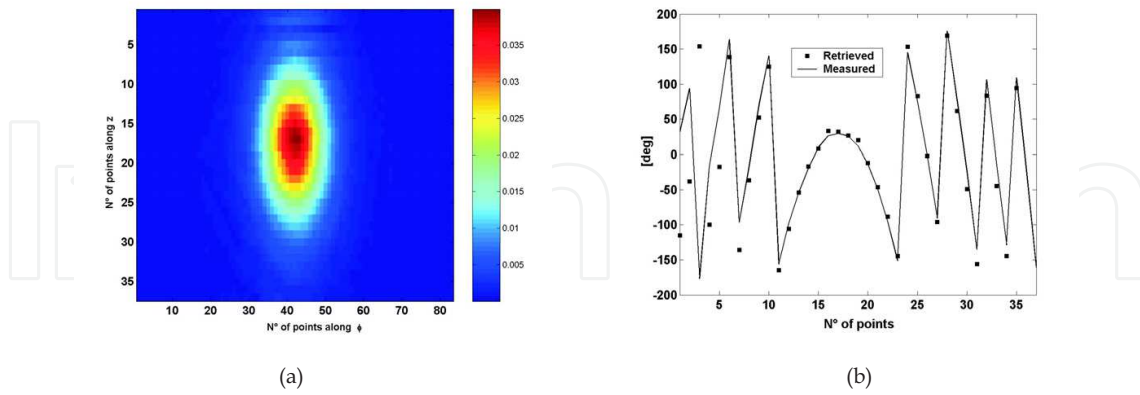 5
10
15
20
25
30
35
N° of points along z
10 20 30 40 50 60 70 80
N° of points along ϕ
0.035
0.03
0.025
0.02
0.015
0.01
0.005
(a)
200
150
100
50
0
-50
-100
-150
-200
[deg]
Retrieved
Measured
5 10 15 20 25 30 35
N° of points
(b)